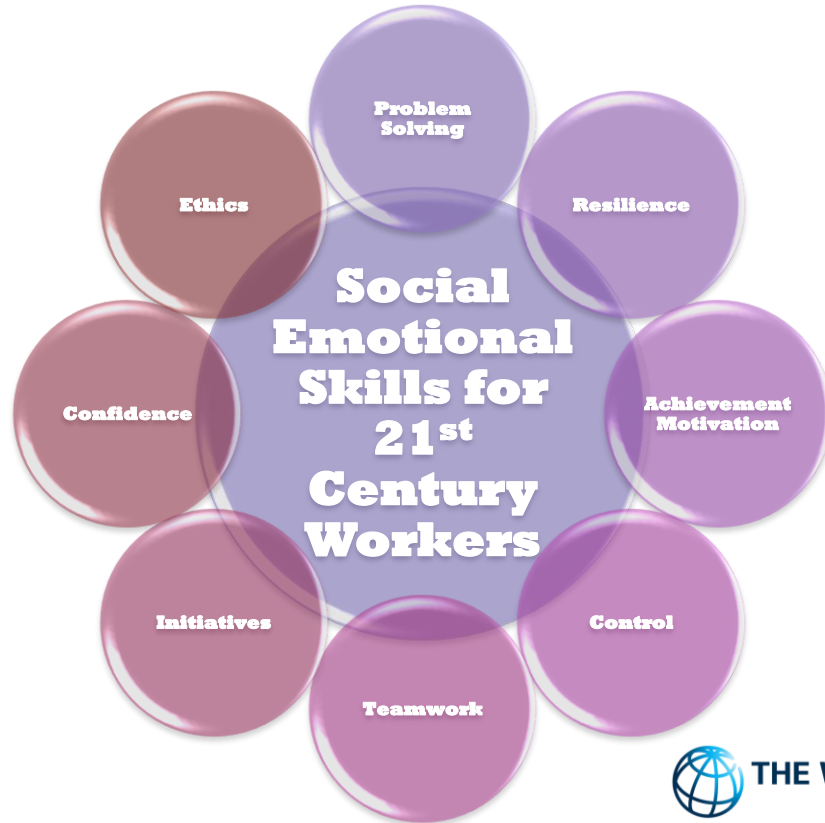 Problem
Solving
Ethics
Resilience
Social
Emotional
Skills for
21st
Century
Workers
Confidence
Achievement
Motivation
Initiatives
Control
Teamwork
THE